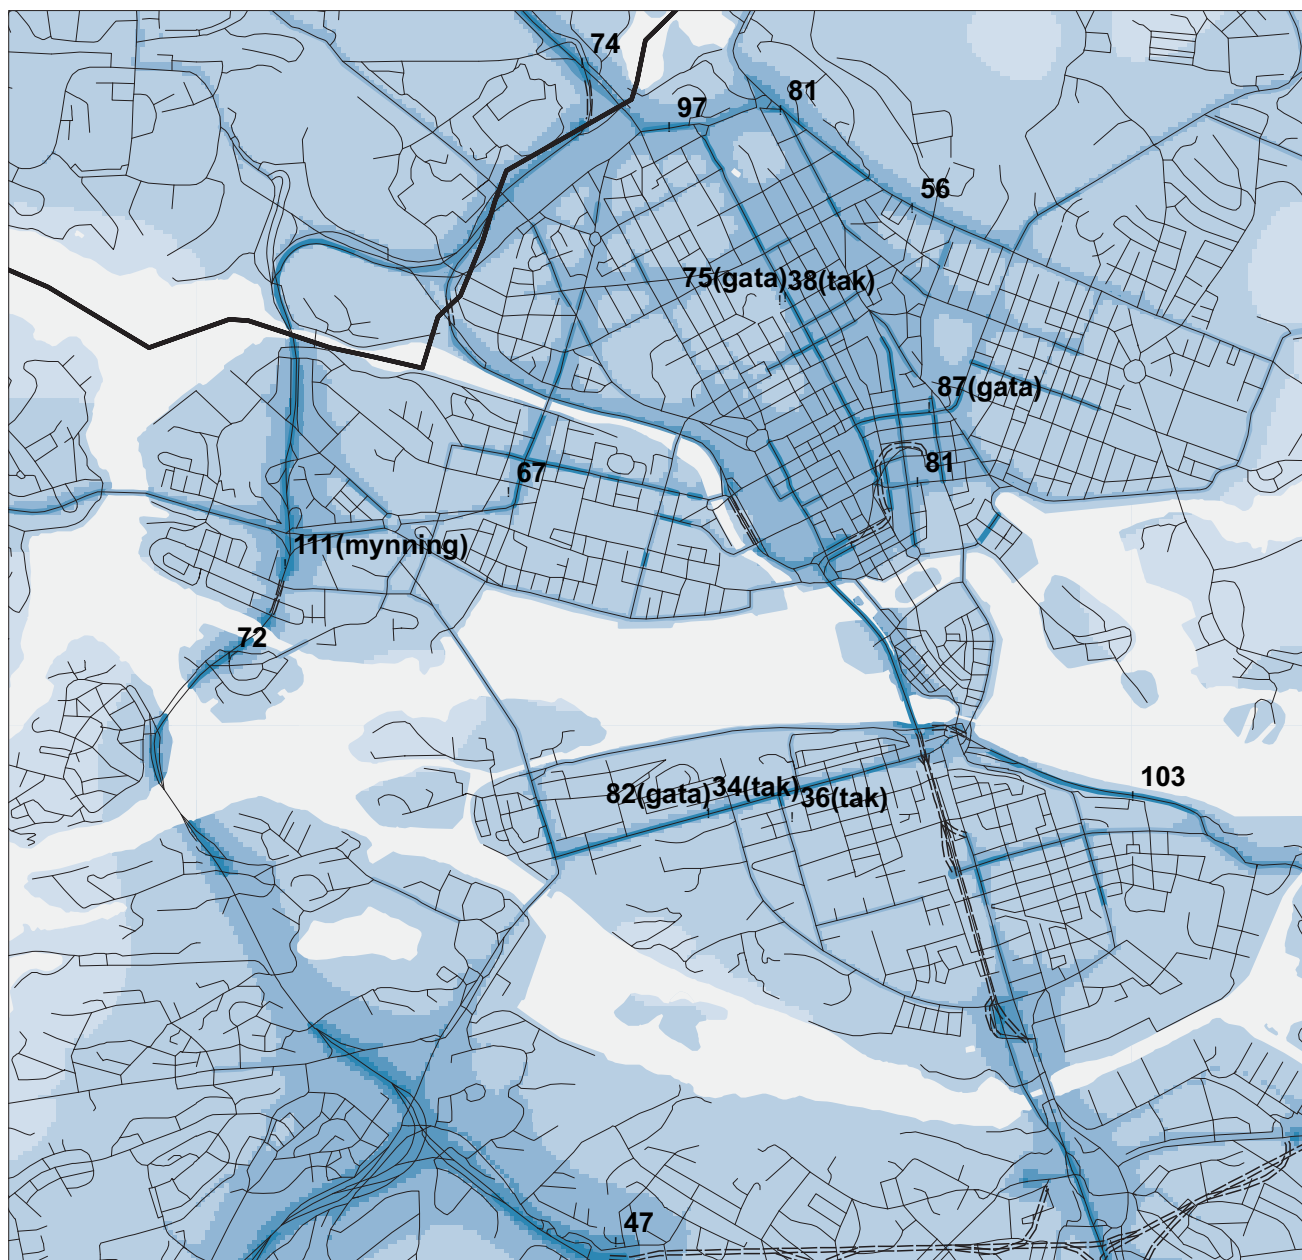 74
81
97
56
75(gata) 38(tak)
87(gata)
81
67
111(mynning)
72
103
82(gata) 34(tak) 36(tak)
47